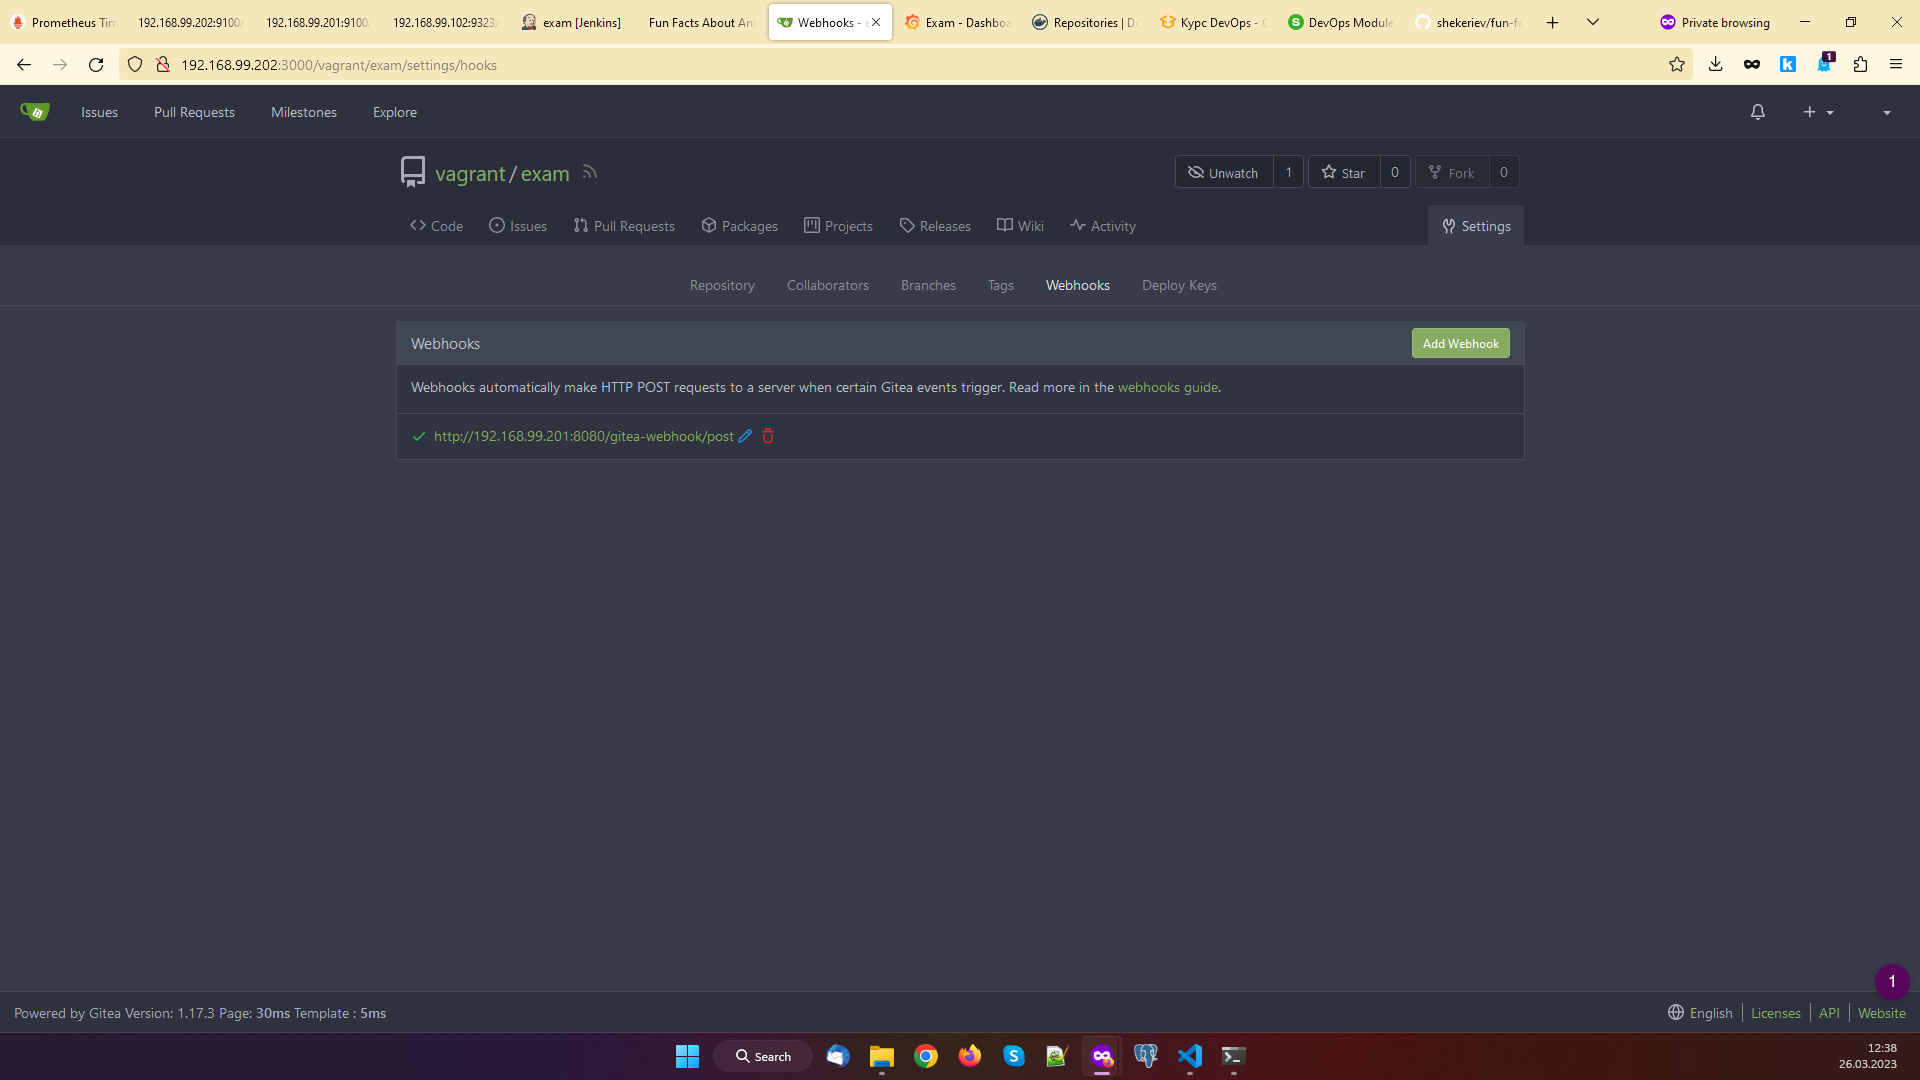 Prometheus Tim
192.168.99.202:9100/
192.168.99.201:9100/
192.168.99.102:9323/
exam [Jenkins]
Fun Facts About Ani
Webhooks - e
Exam - Dashboa
Repositories | Do
Курс DevOps - C
DevOps Module
shekeriev/fun-fa
Private browsing
192.168.99.202:3000/vagrant/exam/settings/hooks
1
Issues
Pull Requests
Milestones
Explore
vagrant/exam
Unwatch 1
Star 0
Fork 0
Code
Issues
Pull Requests
Packages
Projects
Releases
Wiki
Activity
Settings
Repository
Collaborators
Branches
Tags
Webhooks
Deploy Keys
Webhooks
Add Webhook
Webhooks automatically make HTTP POST requests to a server when certain Gitea events trigger. Read more in the webhooks guide.
http://192.168.99.201:8080/gitea-webhook/post
1
Powered by Gitea Version: 1.17.3 Page: 30ms Template : 5ms
English
Licenses
API
Website
Search
12:38
26.03.2023